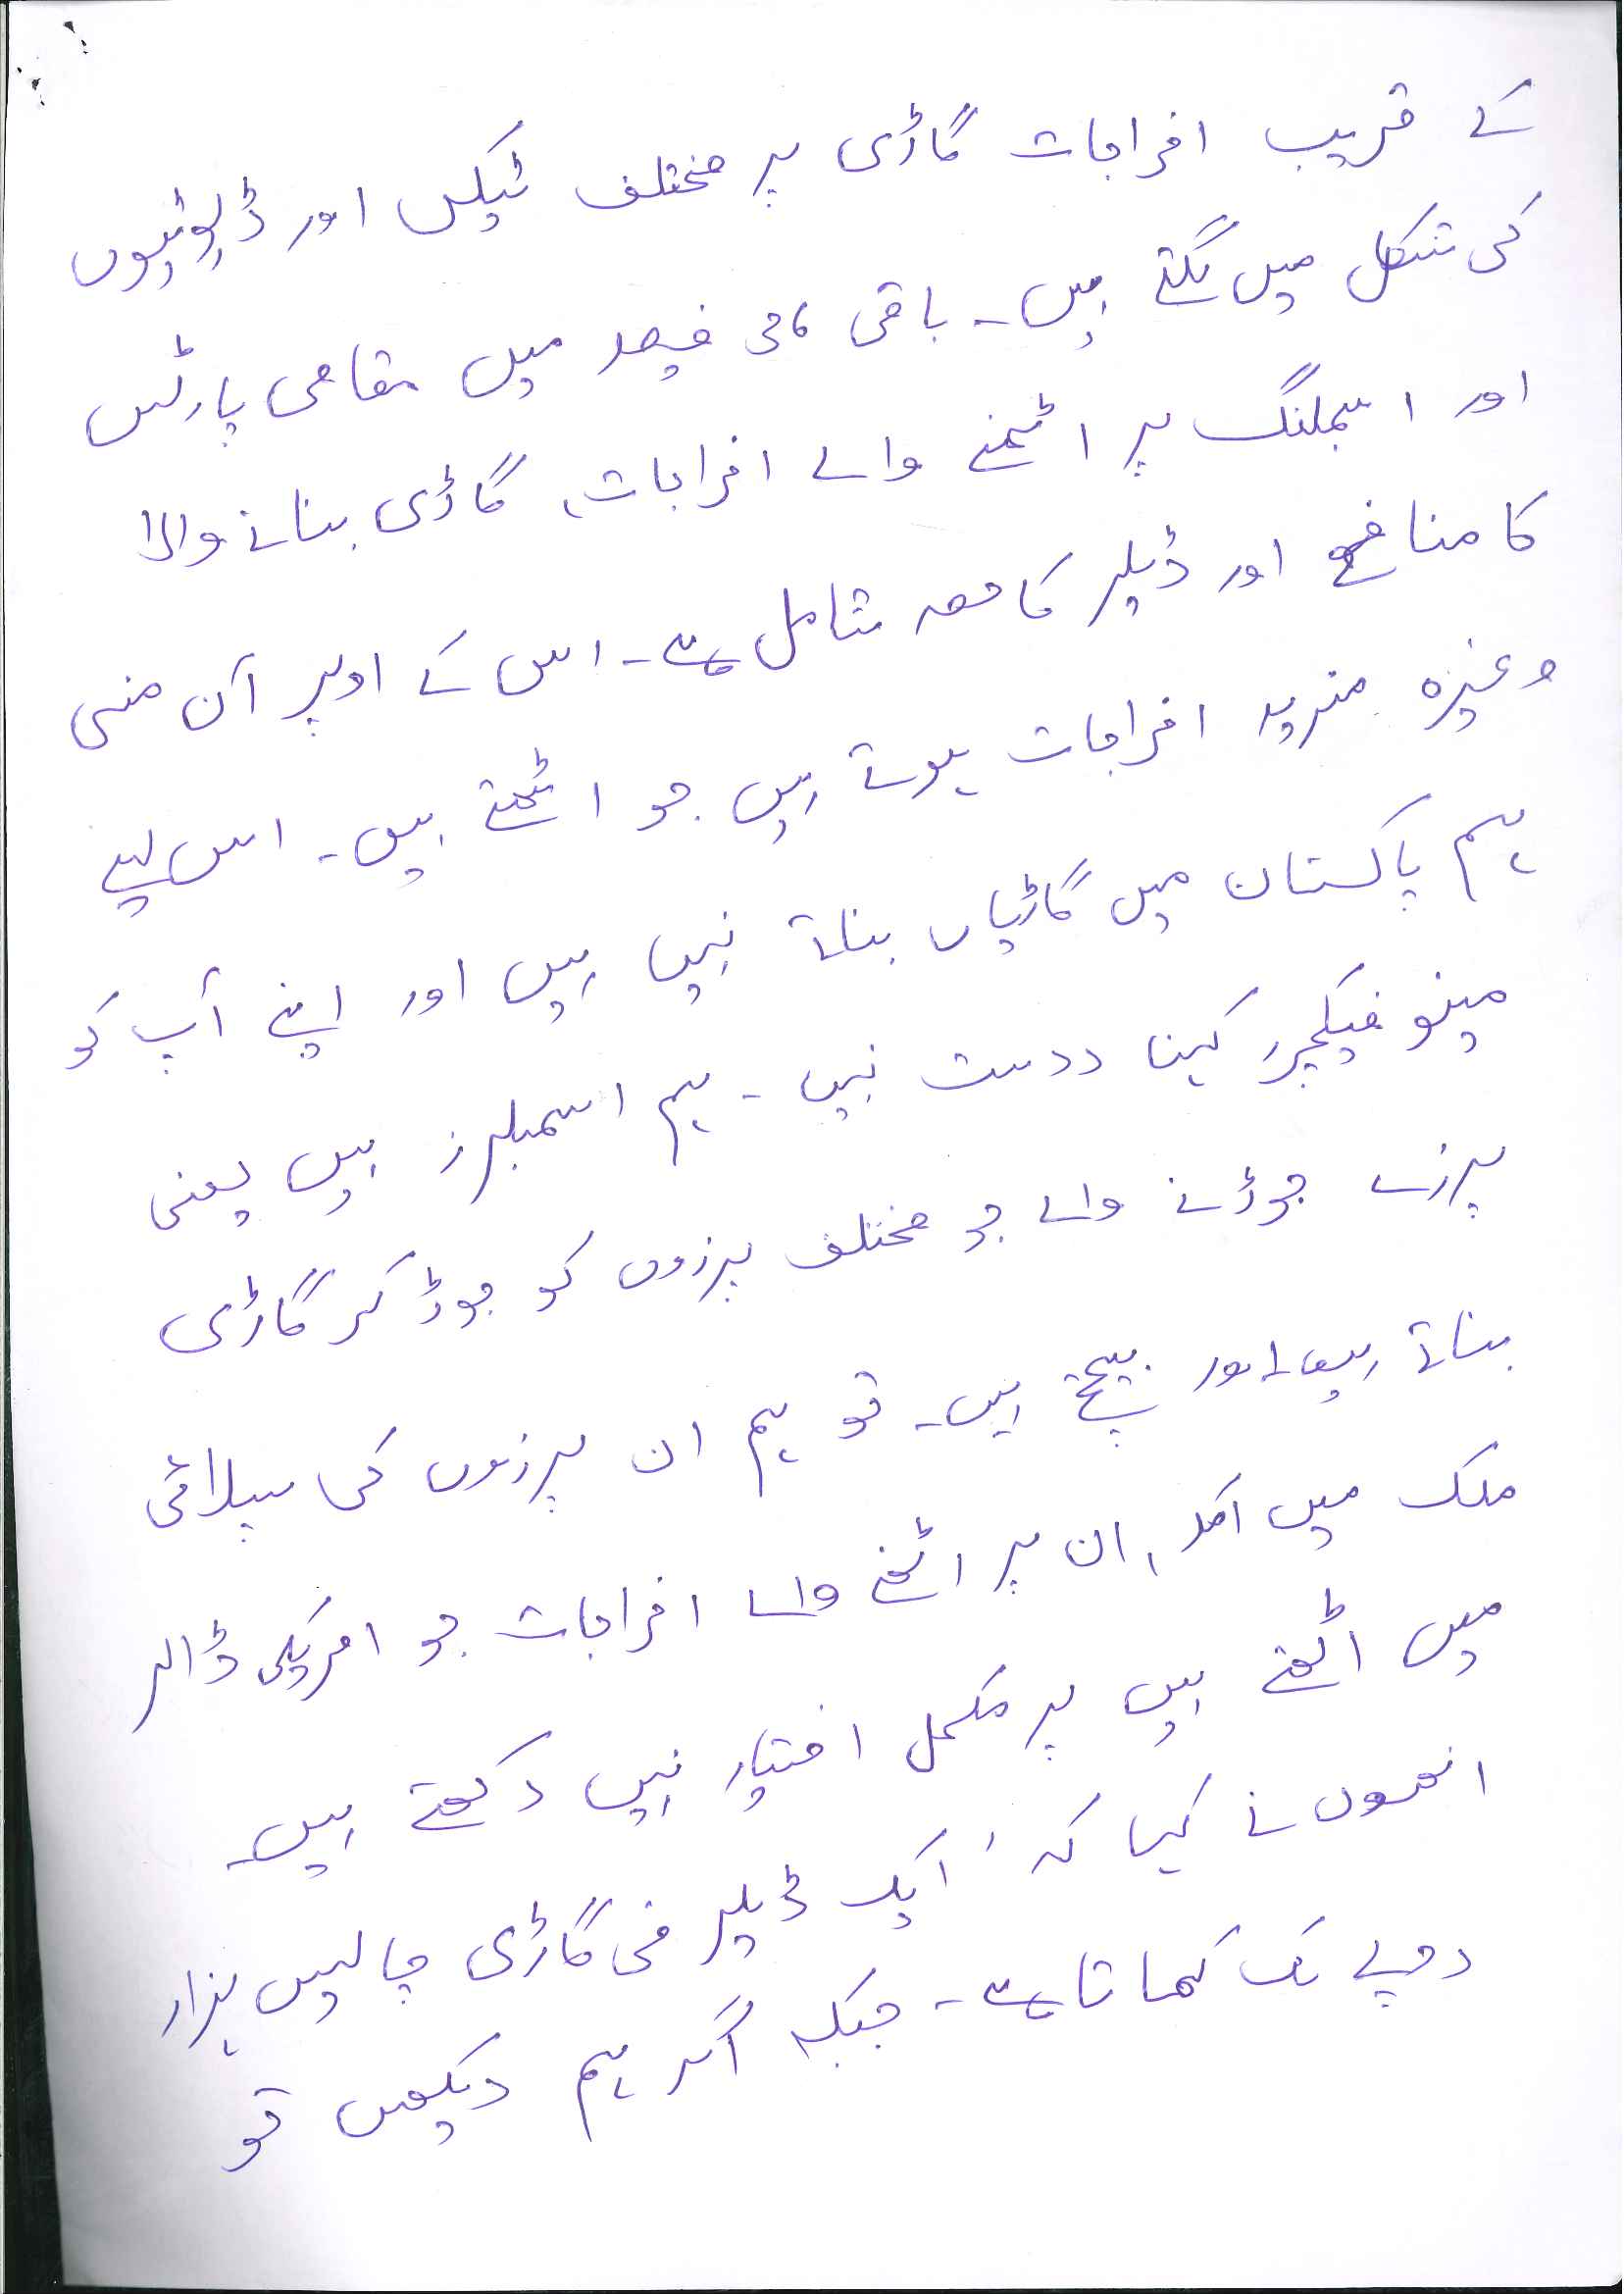 کے قریب اخراجات گاڑی پر مختلف ٹیکس اور ڈیوٹیوں
کی شکل میں لگتے ہیں۔ باقی فیصد میں مقامی پارٹس
اور اسمبلنگ پر اٹھنے والے اخراجات، گاڑی بنانے والا
کا منافع اور ڈیلر کا حصہ شامل ہے۔ اس کے اوپر آن منی
وغیرہ مزید اخراجات ہوتے ہیں جو اٹھتے ہیں۔ اس لیے
ہم پاکستان میں گاڑیاں بناتے نہیں ہیں اور اپنے آپ کو
مینوفیکچرر کہنا درست نہیں۔ ہم اسمبلرز ہیں یعنی
پرزے جوڑنے والے جو مختلف پرزوں کو جوڑ کر گاڑی
بناتے ہیں اور بیچتے ہیں۔ تو ہم ان پرزوں کی سپلائی
ملک میں آمد، ان پر اٹھنے والے اخراجات جو امریکی ڈالر
میں اٹھتے ہیں پر مکمل اختیار نہیں رکھتے ہیں۔
انھوں نے کہا کہ 'ایک ڈیلر فی گاڑی چالیس ہزار
روپے تک کماتا ہے۔ جبکہ اگر ہم دیکھیں تو